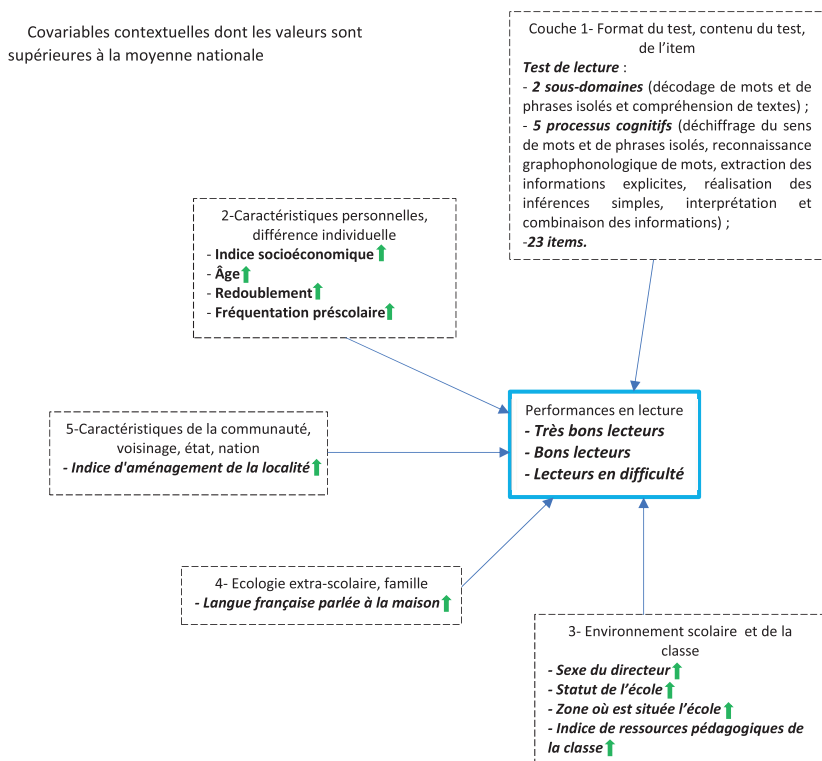 Covariables contextuelles dont les valeurs sont
supérieures à la moyenne nationale
Couche 1- Format du test, contenu du test,
de l'item
Test de lecture :
- 2 sous-domaines (décodage de mots et de
phrases isolés et compréhension de textes) ;
- 5 processus cognitifs (déchiffrage du sens
de mots et de phrases isolés, reconnaissance
graphophonologique de mots, extraction des
informations explicites, réalisation des
inférences simples, interprétation et
combinaison des informations) ;
-23 items.
2-Caractéristiques personnelles,
différence individuelle
- Indice socioéconomique
- Âge
- Redoublement
- Fréquentation préscolaire
Performances en lecture
- Très bons lecteurs
- Bons lecteurs
- Lecteurs en difficulté
5-Caractéristiques de la communauté,
voisinage, état, nation
- Indice d'aménagement de la localité
4- Ecologie extra-scolaire, famille
- Langue française parlée à la maison
3- Environnement scolaire et de la
classe
- Sexe du directeur
- Statut de l'école
- Zone où est située l'école
- Indice de ressources pédagogiques de
la classe